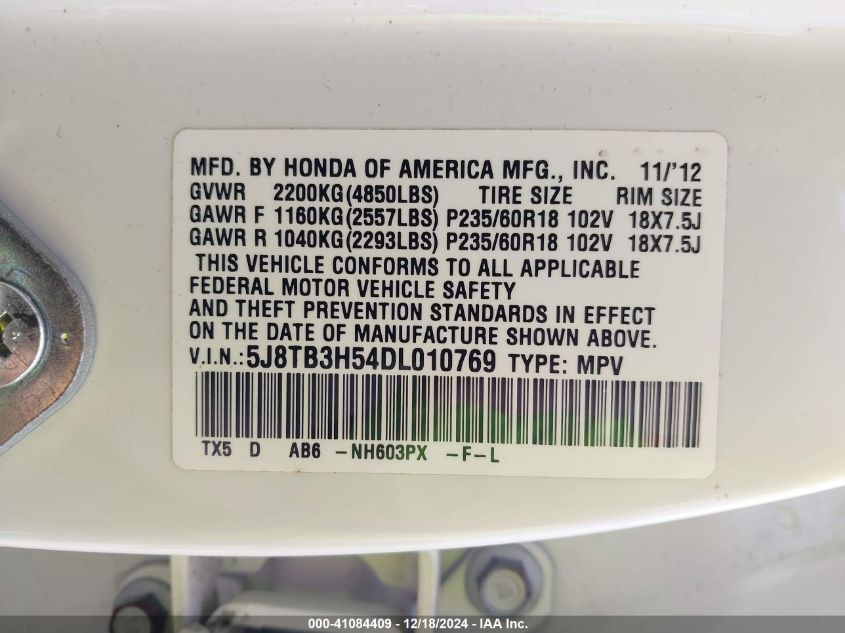 MFD. BY HONDA OF AMERICA MFG., INC. 11/'12
GVWR 2200KG(4850LBS) TIRE SIZE RIM SIZE
GAWR F 1160KG(2557LBS) P235/60R18 102V 18X7.5J
GAWR R 1040KG(2293LBS) P235/60R18 102V 18X7.5J
THIS VEHICLE CONFORMS TO ALL APPLICABLE
FEDERAL MOTOR VEHICLE SAFETY
AND THEFT PREVENTION STANDARDS IN EFFECT
ON THE DATE OF MANUFACTURE SHOWN ABOVE.
V.I.N.: 5J8TB3H54DL010769 TYPE: MPV
TX5 D AB6 -NH603PX -F-L
000-41084409 - 12/18/2024 - IAA Inc.